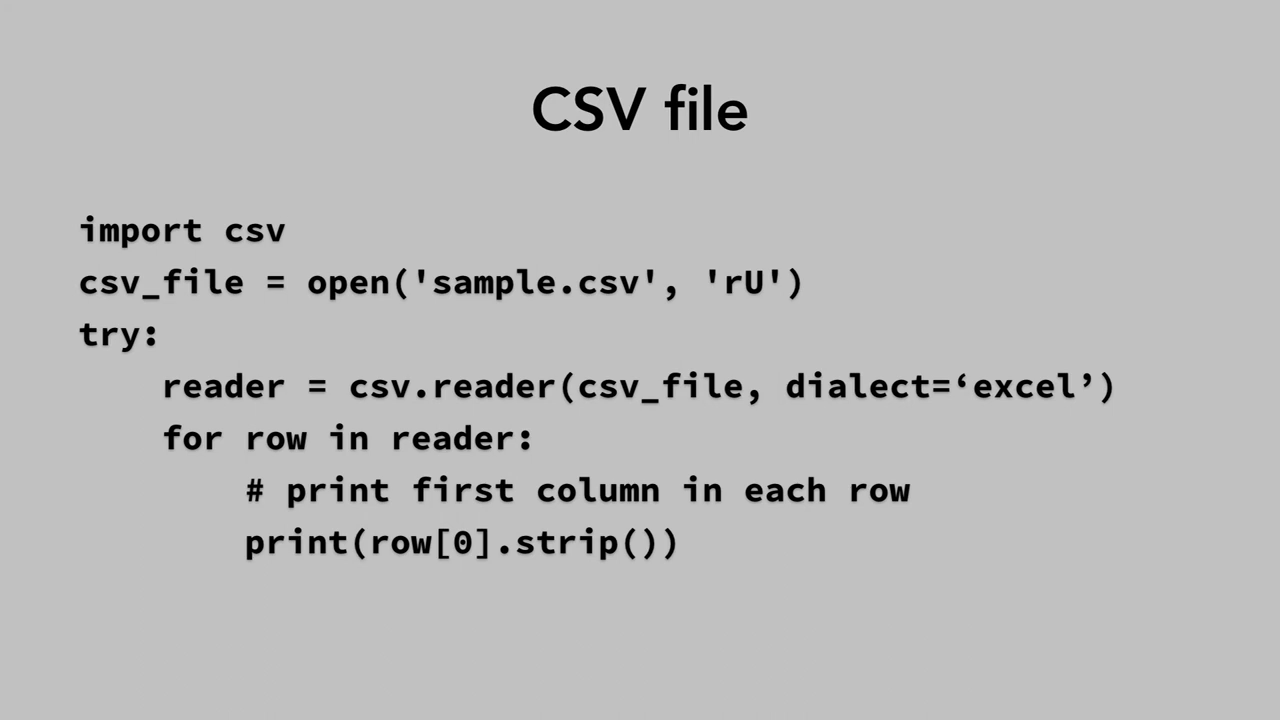 CSV file
import csv
csv_file = open('sample.csv', 'rU')
try:
    reader = csv.reader(csv_file, dialect=‘excel’)
    for row in reader:
        # print first column in each row
        print(row[0].strip())